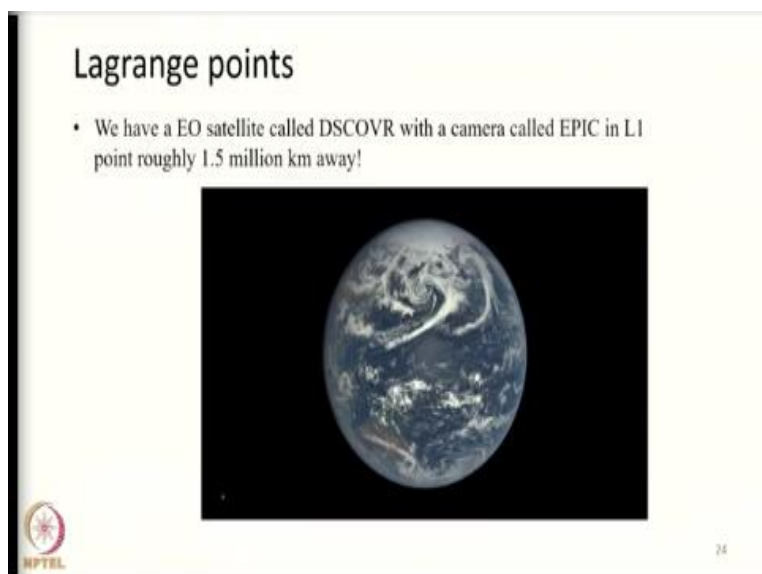 Lagrange points
• We have a EO satellite called DSCOVR with a camera called EPIC in L1
point roughly 1.5 million km away!
NPTEL
24